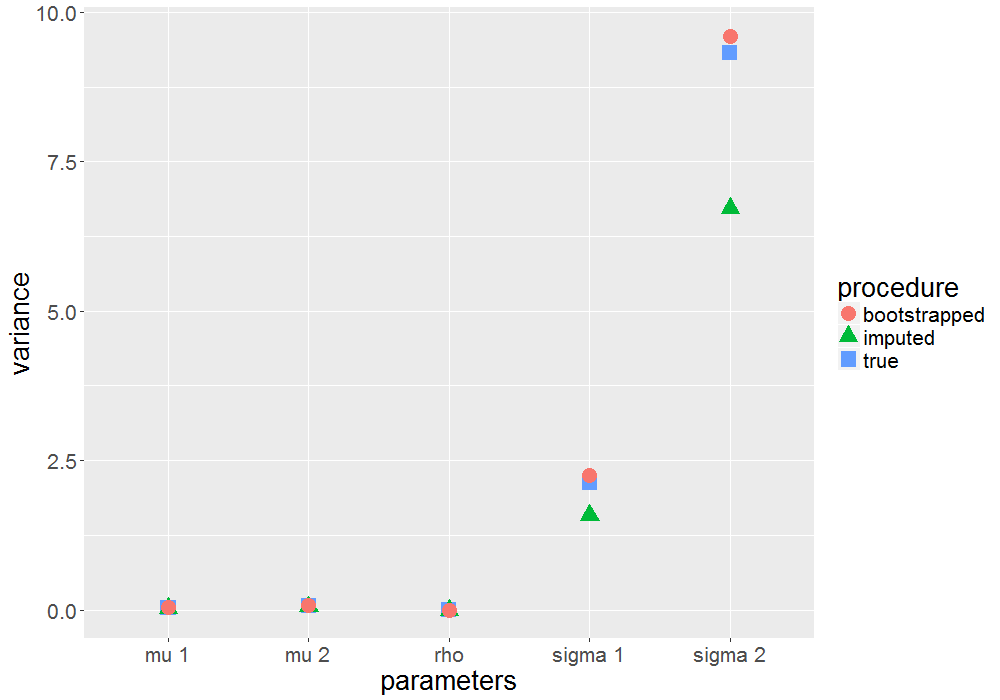 variance
10.0
7.5
5.0
2.5
0.0
mu 1
mu 2
rho
sigma 1
sigma 2
parameters
procedure
bootstrapped
imputed
true